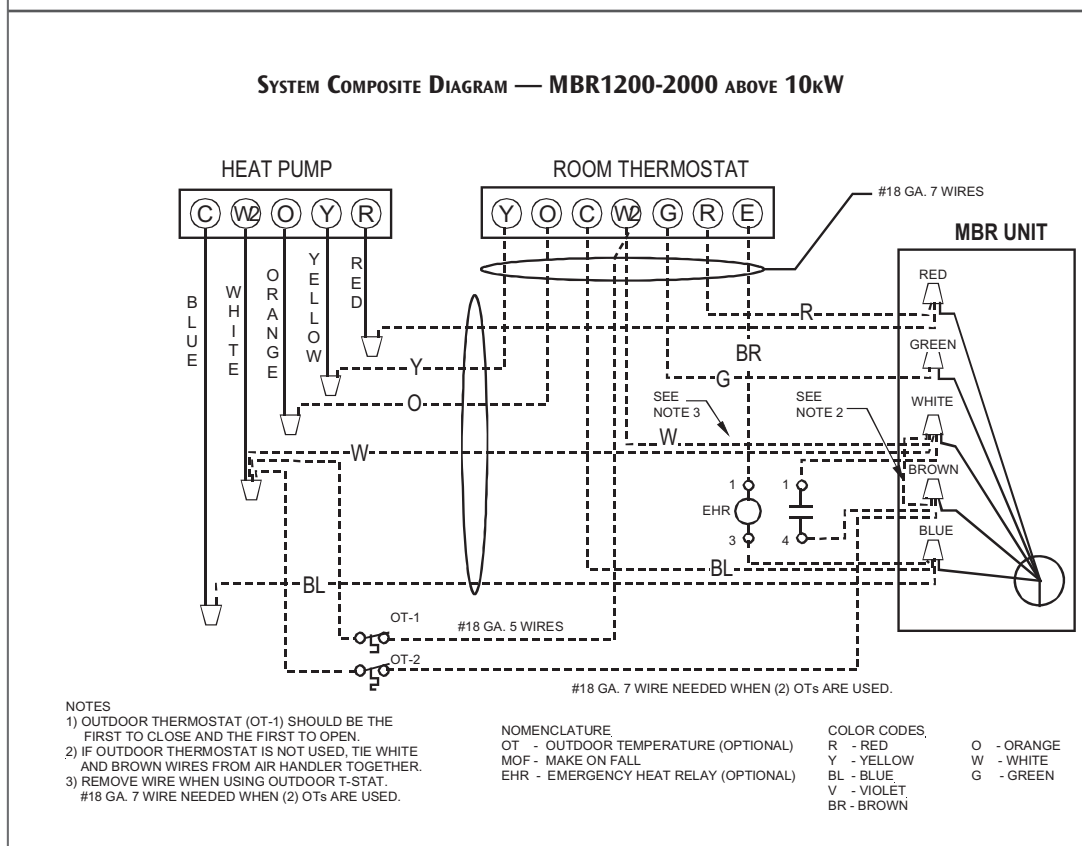 SYSTEM COMPOSITE DIAGRAM — MBR1200-2000 ABOVE 10KW
HEAT PUMP
ROOM THERMOSTAT
#18 GA. 7 WIRES
C W2 O Y R
Y O C W2 G R E
MBR UNIT
BLUE
WHITE
ORANGE
YELLOW
RED
RED
R
GREEN
BR
Y
G
SEE
NOTE 3
SEE
NOTE 2
WHITE
O
W
W
BROWN
1
1
EHR
3
4
BLUE
BL
BL
OT-1
#18 GA. 5 WIRES
OT-2
#18 GA. 7 WIRE NEEDED WHEN (2) OTs ARE USED.
NOTES
1) OUTDOOR THERMOSTAT (OT-1) SHOULD BE THE
FIRST TO CLOSE AND THE FIRST TO OPEN.
2) IF OUTDOOR THERMOSTAT IS NOT USED, TIE WHITE
AND BROWN WIRES FROM AIR HANDLER TOGETHER.
3) REMOVE WIRE WHEN USING OUTDOOR T-STAT.
#18 GA. 7 WIRE NEEDED WHEN (2) OTs ARE USED.
NOMENCLATURE
OT - OUTDOOR TEMPERATURE (OPTIONAL)
MOF - MAKE ON FALL
EHR - EMERGENCY HEAT RELAY (OPTIONAL)
COLOR CODES
R - RED
Y - YELLOW
BL - BLUE
V - VIOLET
BR - BROWN
O - ORANGE
W - WHITE
G - GREEN